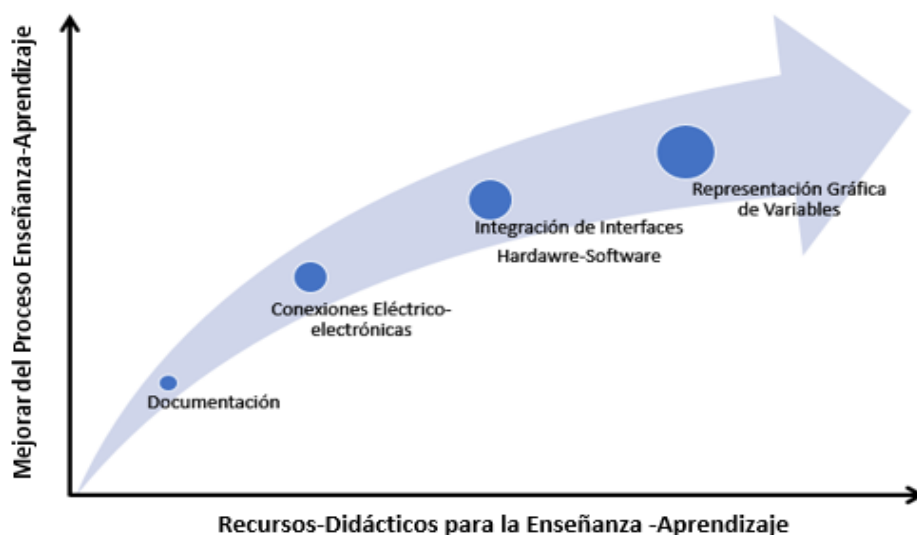 Mejorar del Proceso Enseñanza-Aprendizaje
Representación Gráfica
de Variables
Integración de Interfaces
Hardawre-Software
Conexiones Eléctrico-
electrónicas
Documentación
Recursos-Didácticos para la Enseñanza -Aprendizaje